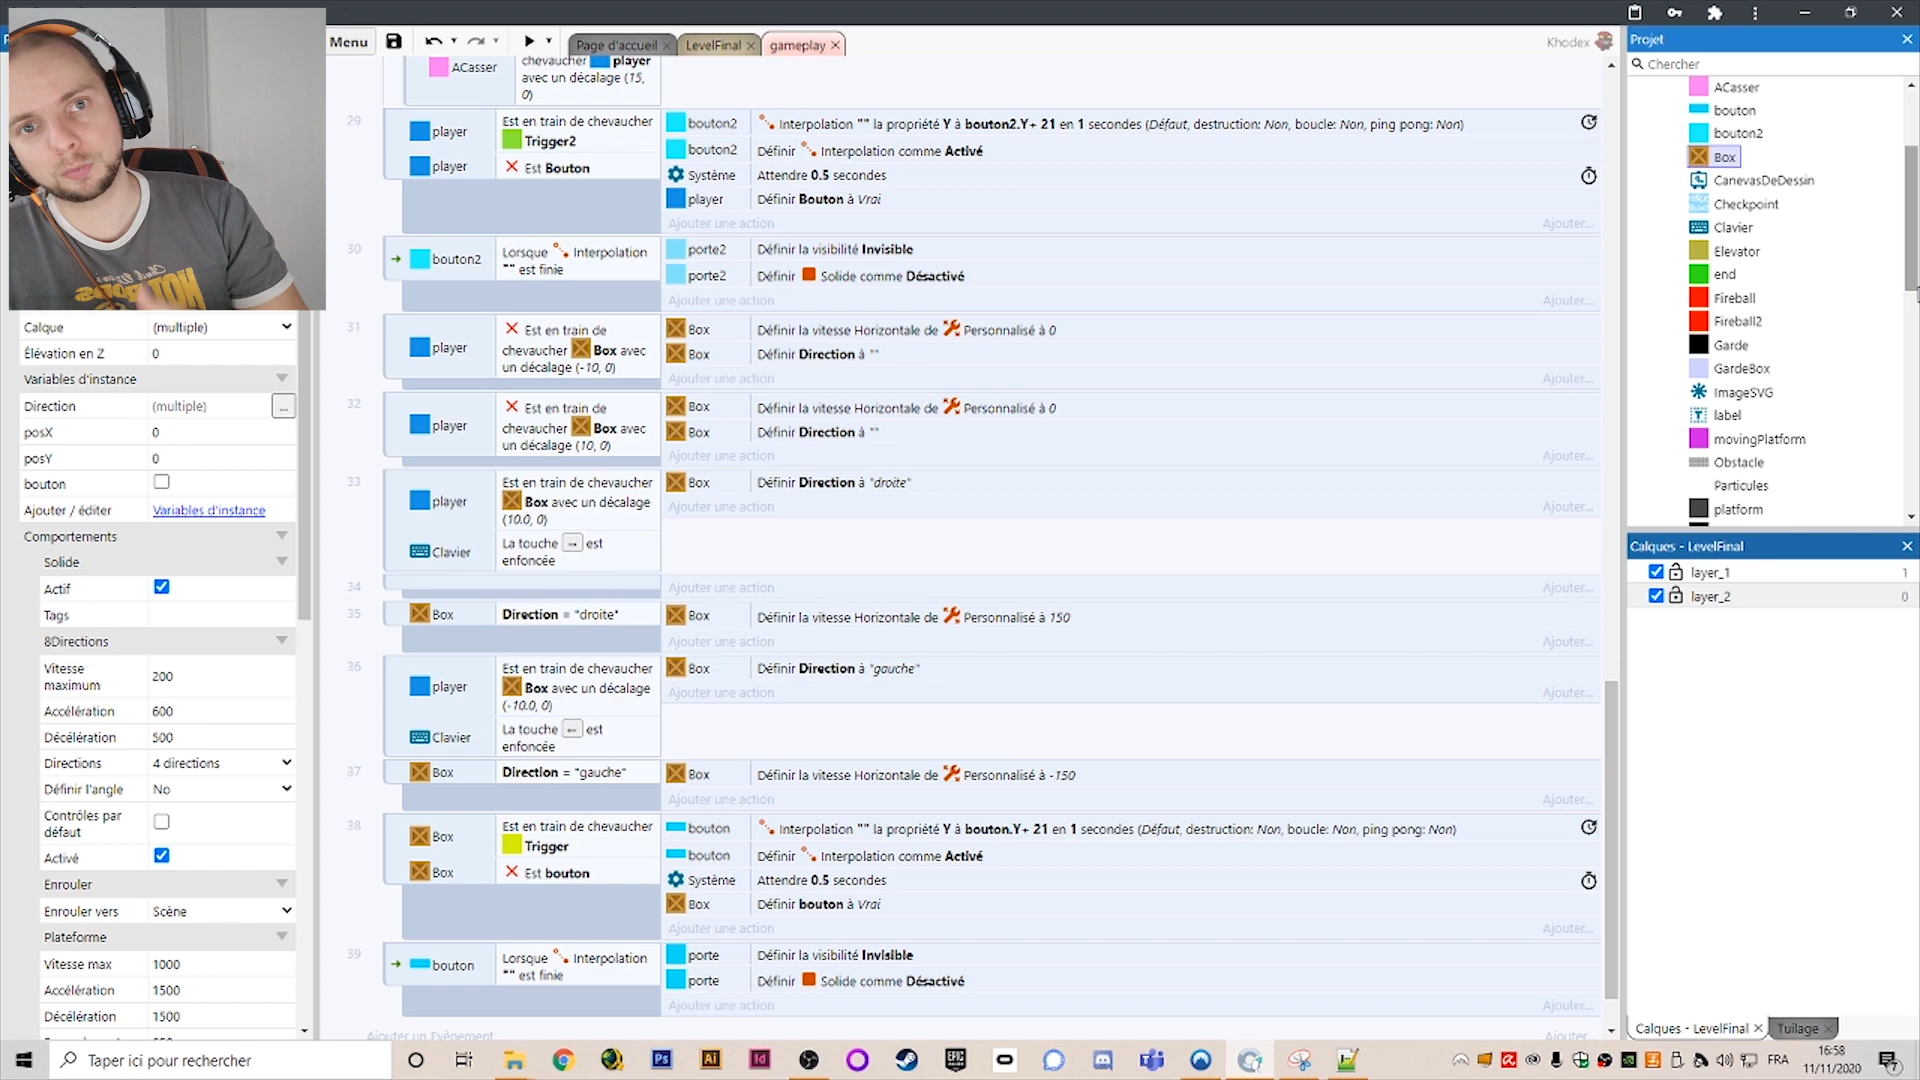 Menu
Page d'accueil
LevelFinal
gameplay
Khodex
Projet
Chercher
ACasser
chevaucher player
avec un décalage (15,
0)
29
player
Est en train de chevaucher
Trigger2
player
Est Bouton
bouton2
Interpolation "" la propriété Y à bouton2.Y+ 21 en 1 secondes (Défaut, destruction: Non, boucle: Non, ping pong: Non)
bouton2
Définir Interpolation comme Activé
Système
Attendre 0.5 secondes
player
Définir Bouton à Vrai
Ajouter une action
Ajouter...
30
bouton2
Lorsque Interpolation
"" est finie
porte2
Définir la visibilité Invisible
porte2
Définir Solide comme Désactivé
Ajouter une action
Ajouter...
31
player
Est en train de
chevaucher Box avec
un décalage (-10, 0)
Box
Définir la vitesse Horizontale de Personnalisé à 0
Box
Définir Direction à ""
Ajouter une action
Ajouter...
32
player
Est en train de
chevaucher Box avec
un décalage (10, 0)
Box
Définir la vitesse Horizontale de Personnalisé à 0
Box
Définir Direction à ""
Ajouter une action
Ajouter...
33
player
Est en train de chevaucher
Box avec un décalage
(10.0, 0)
Clavier
La touche → est
enfoncée
Box
Définir Direction à "droite"
Ajouter une action
Ajouter...
34
Ajouter une action
Ajouter...
35
Box
Direction = "droite"
Box
Définir la vitesse Horizontale de Personnalisé à 150
Ajouter une action
Ajouter...
36
player
Est en train de chevaucher
Box avec un décalage
(-10.0, 0)
Clavier
La touche ← est
enfoncée
Box
Définir Direction à "gauche"
Ajouter une action
Ajouter...
37
Box
Direction = "gauche"
Box
Définir la vitesse Horizontale de Personnalisé à -150
Ajouter une action
Ajouter...
38
Box
Est en train de chevaucher
Trigger
Box
Est bouton
bouton
Interpolation "" la propriété Y à bouton.Y+ 21 en 1 secondes (Défaut, destruction: Non, boucle: Non, ping pong: Non)
bouton
Définir Interpolation comme Activé
Système
Attendre 0.5 secondes
Box
Définir bouton à Vrai
Ajouter une action
Ajouter...
39
bouton
Lorsque Interpolation
"" est finie
porte
Définir la visibilité Invisible
porte
Définir Solide comme Désactivé
Ajouter une action
Ajouter...
Ajouter un Evènement
Ajouter
Calque (multiple)
Élévation en Z 0
Variables d'instance
Direction (multiple) ...
posX 0
posY 0
bouton
Ajouter / éditer Variables d'instance
Comportements
Solide
Actif
Tags
8Directions
Vitesse
maximum 200
Accélération 600
Décélération 500
Directions 4 directions
Définir l'angle No
Contrôles par
défaut
Activé
Enrouler
Enrouler vers Scène
Plateforme
Vitesse max 1000
Accélération 1500
Décélération 1500
ACasser
bouton
bouton2
Box
CanevasDeDessin
Checkpoint
Clavier
Elevator
end
Fireball
Fireball2
Garde
GardeBox
ImageSVG
label
movingPlatform
Obstacle
Particules
platform
Calques - LevelFinal
layer_1 1
layer_2 0
Calques - LevelFinal
Tuilage
Taper ici pour rechercher
Ps
Ai
Id
EPIC
FRA
16:58
11/11/2020
7